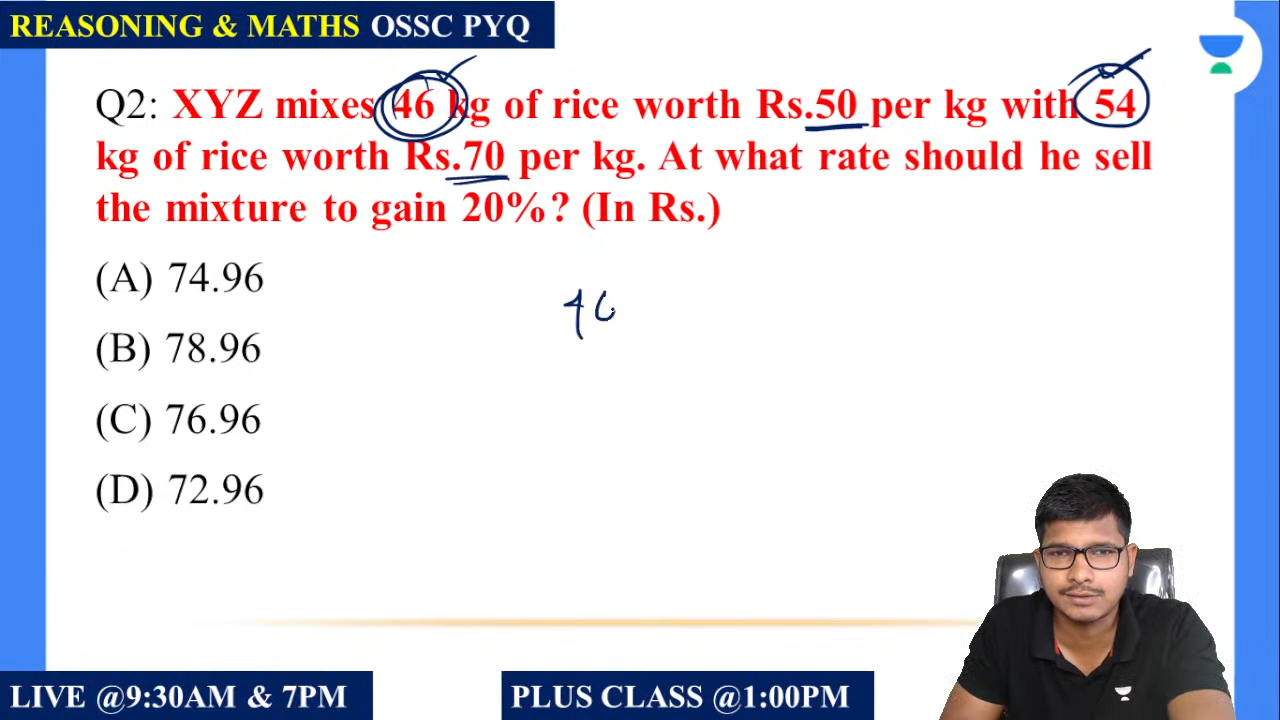 REASONING & MATHS OSSC PYQ
Q2: XYZ mixes 46 kg of rice worth Rs.50 per kg with 54
kg of rice worth Rs.70 per kg. At what rate should he sell
the mixture to gain 20%? (In Rs.)
(A) 74.96
(B) 78.96
(C) 76.96
(D) 72.96
LIVE @9:30AM & 7PM
PLUS CLASS @1:00PM